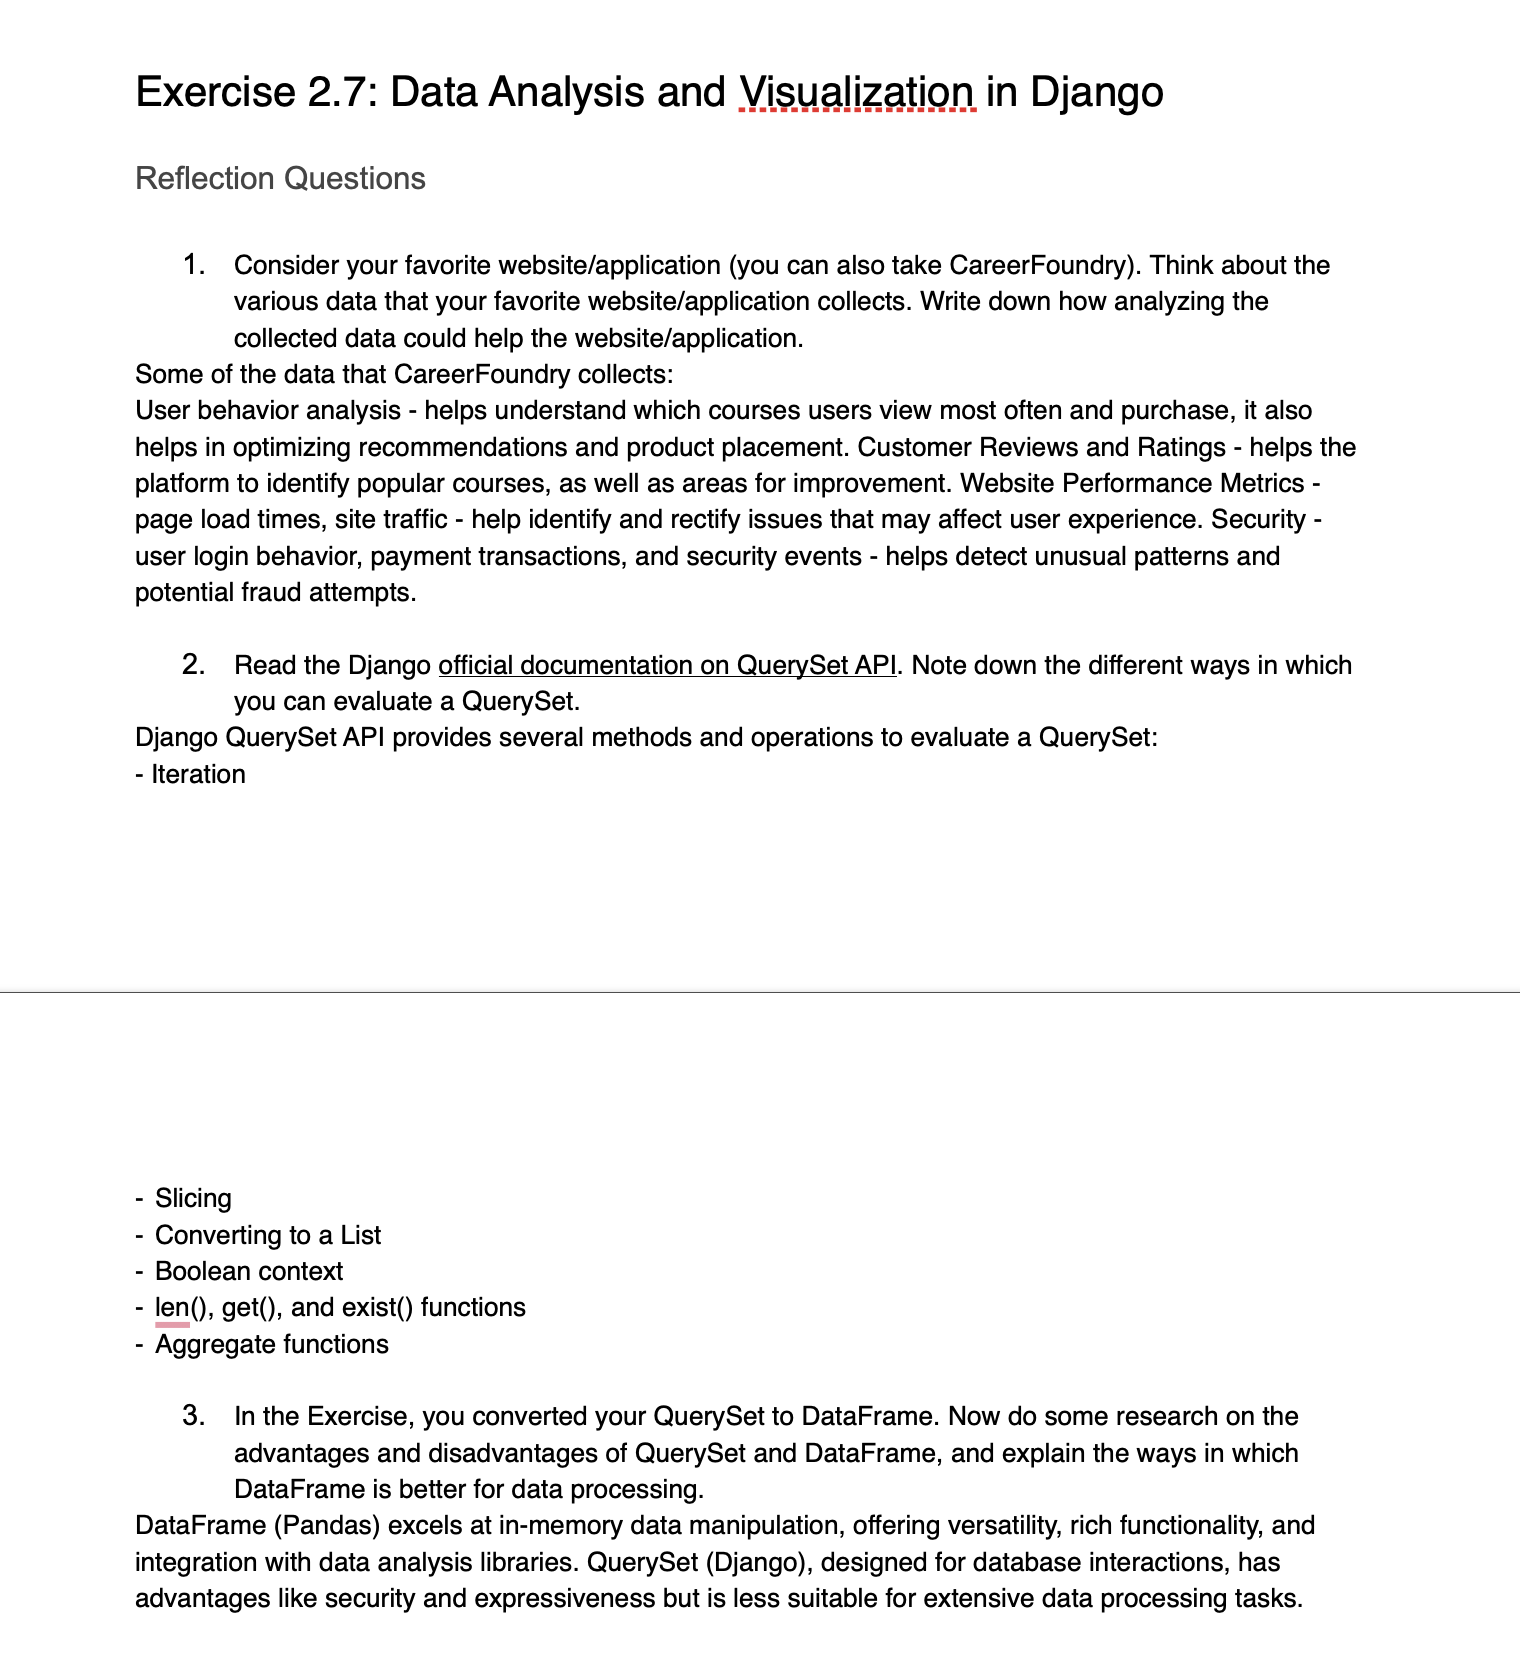 Exercise 2.7: Data Analysis and Visualization in Django
Reflection Questions
1. Consider your favorite website/application (you can also take CareerFoundry). Think about the
various data that your favorite website/application collects. Write down how analyzing the
collected data could help the website/application.
Some of the data that CareerFoundry collects:
User behavior analysis - helps understand which courses users view most often and purchase, it also
helps in optimizing recommendations and product placement. Customer Reviews and Ratings - helps the
platform to identify popular courses, as well as areas for improvement. Website Performance Metrics -
page load times, site traffic - help identify and rectify issues that may affect user experience. Security -
user login behavior, payment transactions, and security events - helps detect unusual patterns and
potential fraud attempts.
2. Read the Django official documentation on QuerySet API. Note down the different ways in which
you can evaluate a QuerySet.
Django QuerySet API provides several methods and operations to evaluate a QuerySet:
- Iteration
- Slicing
- Converting to a List
- Boolean context
- len(), get(), and exist() functions
- Aggregate functions
3. In the Exercise, you converted your QuerySet to DataFrame. Now do some research on the
advantages and disadvantages of QuerySet and DataFrame, and explain the ways in which
DataFrame is better for data processing.
DataFrame (Pandas) excels at in-memory data manipulation, offering versatility, rich functionality, and
integration with data analysis libraries. QuerySet (Django), designed for database interactions, has
advantages like security and expressiveness but is less suitable for extensive data processing tasks.